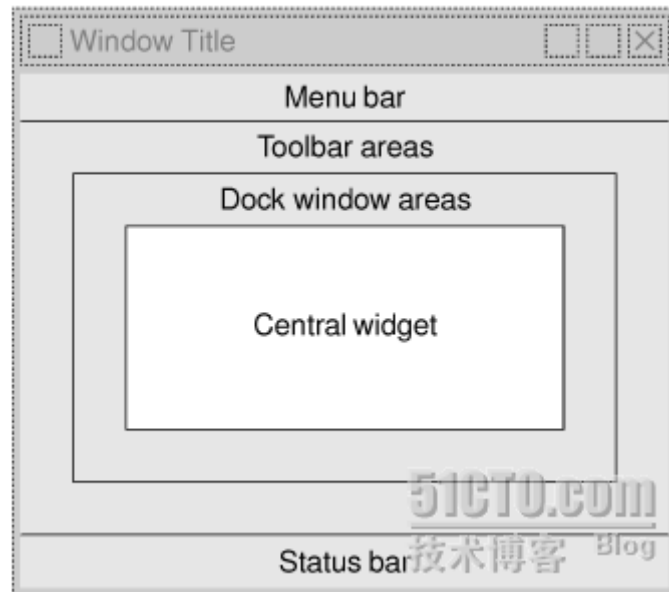 Window Title
Menu bar
Toolbar areas
Dock window areas
Central widget
51CTO.com
技术博客 Blog
Status bar